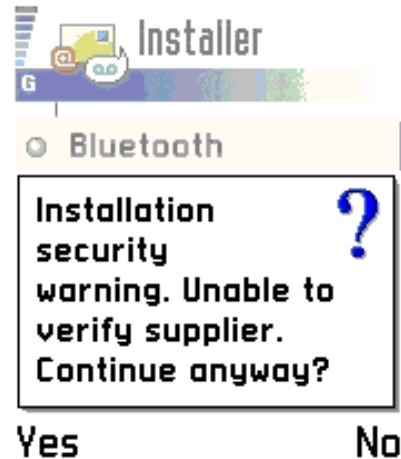 Installer
G
Bluetooth
Installation
security
warning. Unable to
verify supplier.
Continue anyway?
?
Yes No